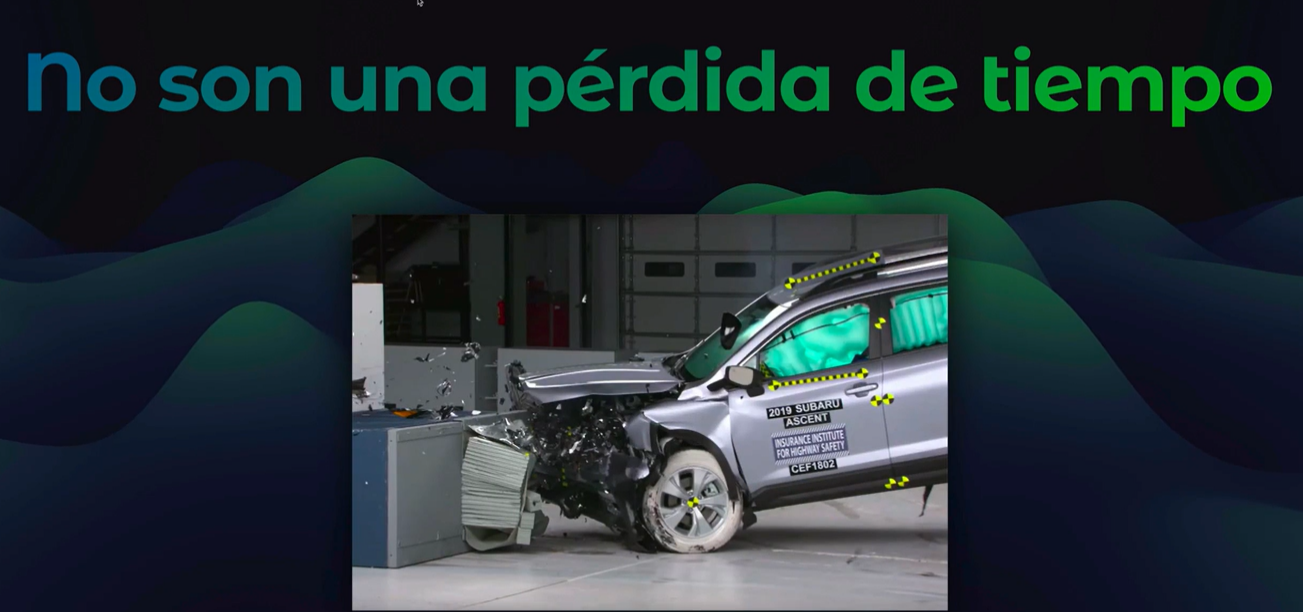 No son una pérdida de tiempo
2019 SUBARU
ASCENT
INSURANCE INSTITUTE
FOR HIGHWAY SAFETY
CEF1802